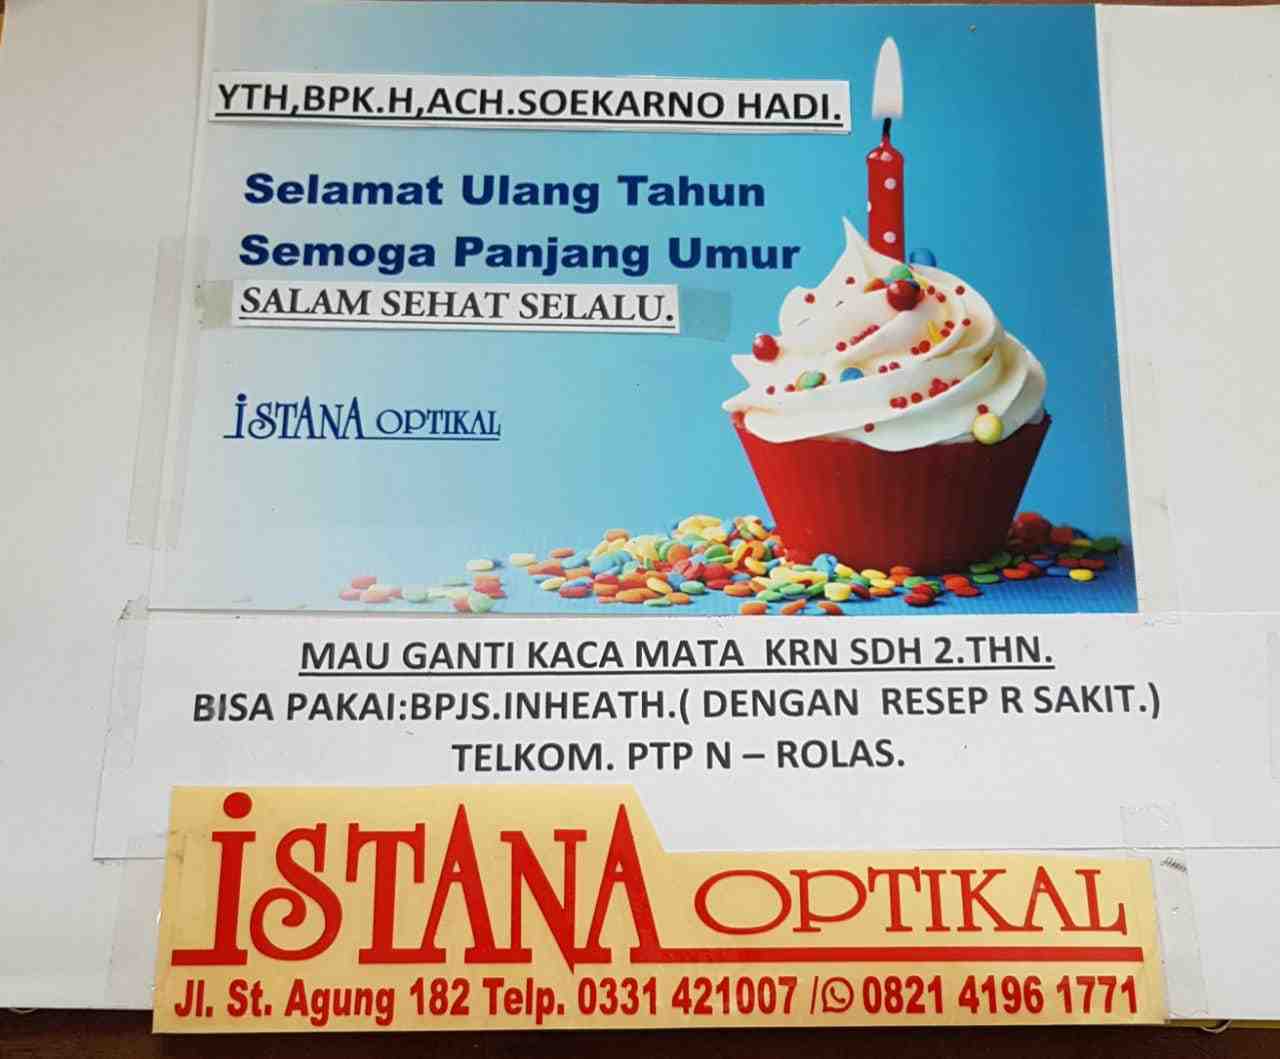 YTH,BPK.H,ACH.SOEKARNO HADI.
Selamat Ulang Tahun
Semoga Panjang Umur
SALAM SEHAT SELALU.
İSTANA OPTIKAL
MAU GANTI KACA MATA KRN SDH 2.THN.
BISA PAKAI:BPJS.INHEATH.( DENGAN RESEP R SAKIT.)
TELKOM. PTP N – ROLAS.
İSTANA OPTIKAL
Jl. St. Agung 182 Telp. 0331 421007 / 0821 4196 1771